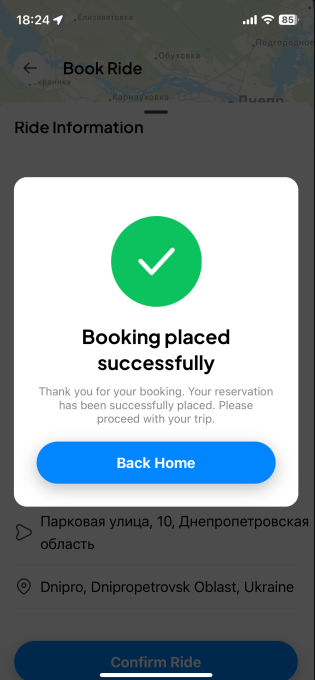 18:24
85
Елизаветовка
Подгородное
Обуховка
Book Ride
Карнауховка
Днепр
Ride Information
Booking placed
successfully
Thank you for your booking. Your reservation
has been successfully placed. Please
proceed with your trip.
Back Home
Парковая улица, 10, Днепропетровская
область
Dnipro, Dnipropetrovsk Oblast, Ukraine
Confirm Ride